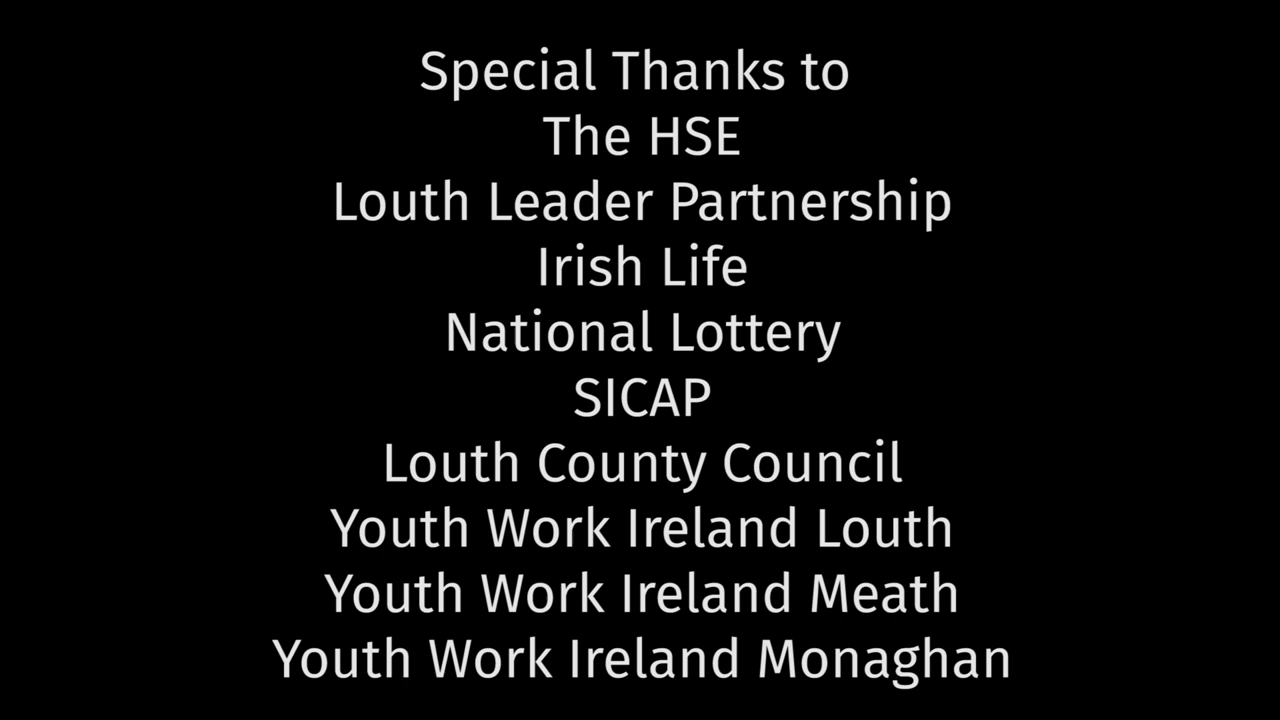 Special Thanks to
The HSE
Louth Leader Partnership
Irish Life
National Lottery
SICAP
Louth County Council
Youth Work Ireland Louth
Youth Work Ireland Meath
Youth Work Ireland Monaghan